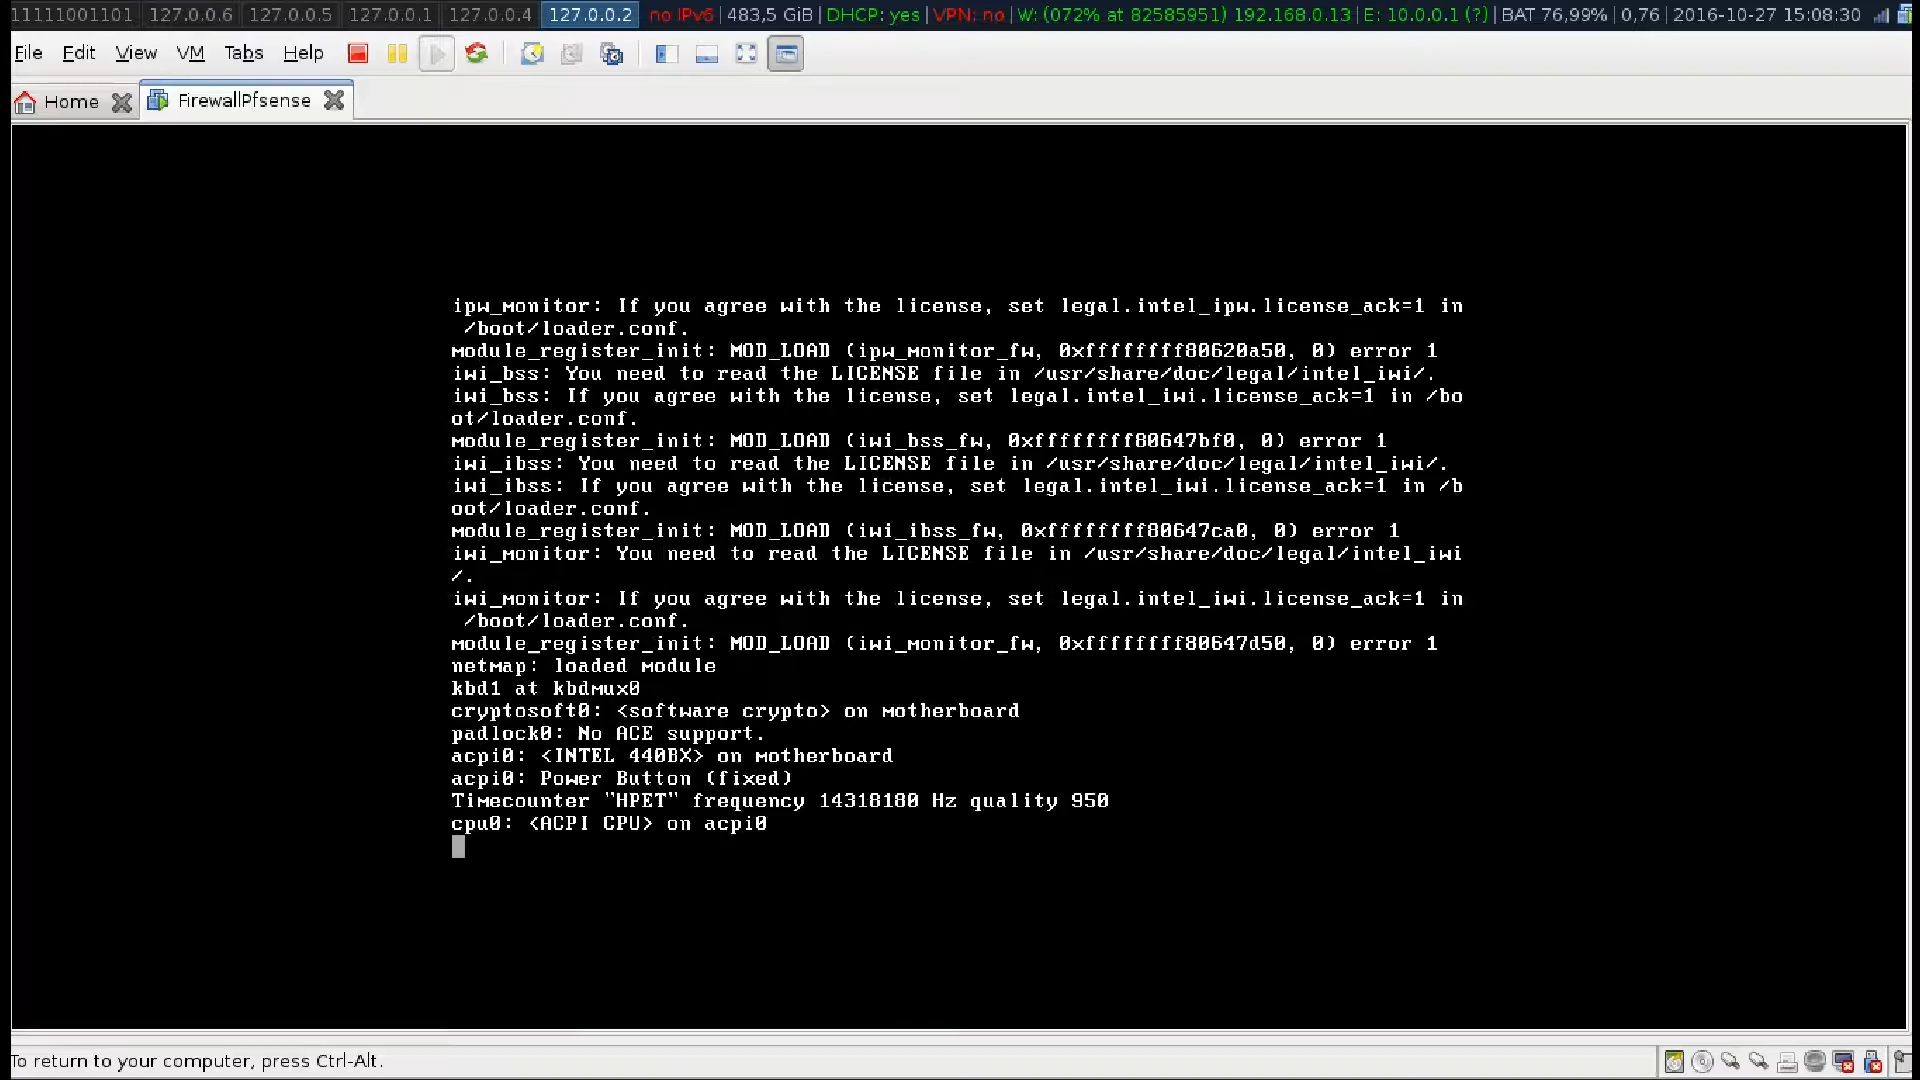 11111001101 127.0.0.6 127.0.0.5 127.0.0.1 127.0.0.4 127.0.0.2 no IPv6 | 483,5 GiB | DHCP: yes | VPN: no | W: (072% at 82585951) 192.168.0.13 | E: 10.0.0.1 (?) | BAT 76,99% | 0,76 | 2016-10-27 15:08:30
File Edit View VM Tabs Help
Home FirewallPfsense
ipw_monitor: If you agree with the license, set legal.intel_ipw.license_ack=1 in
/boot/loader.conf.
module_register_init: MOD_LOAD (ipw_monitor_fw, 0xffffffff80620a50, 0) error 1
iwi_bss: You need to read the LICENSE file in /usr/share/doc/legal/intel_iwi/.
iwi_bss: If you agree with the license, set legal.intel_iwi.license_ack=1 in /bo
ot/loader.conf.
module_register_init: MOD_LOAD (iwi_bss_fw, 0xffffffff80647bf0, 0) error 1
iwi_ibss: You need to read the LICENSE file in /usr/share/doc/legal/intel_iwi/.
iwi_ibss: If you agree with the license, set legal.intel_iwi.license_ack=1 in /b
oot/loader.conf.
module_register_init: MOD_LOAD (iwi_ibss_fw, 0xffffffff80647ca0, 0) error 1
iwi_monitor: You need to read the LICENSE file in /usr/share/doc/legal/intel_iwi
/.
iwi_monitor: If you agree with the license, set legal.intel_iwi.license_ack=1 in
/boot/loader.conf.
module_register_init: MOD_LOAD (iwi_monitor_fw, 0xffffffff80647d50, 0) error 1
netmap: loaded module
kbd1 at kbdmux0
cryptosoft0: <software crypto> on motherboard
padlock0: No ACE support.
acpi0: <INTEL 440BX> on motherboard
acpi0: Power Button (fixed)
Timecounter "HPET" frequency 14318180 Hz quality 950
cpu0: <ACPI CPU> on acpi0
To return to your computer, press Ctrl-Alt.